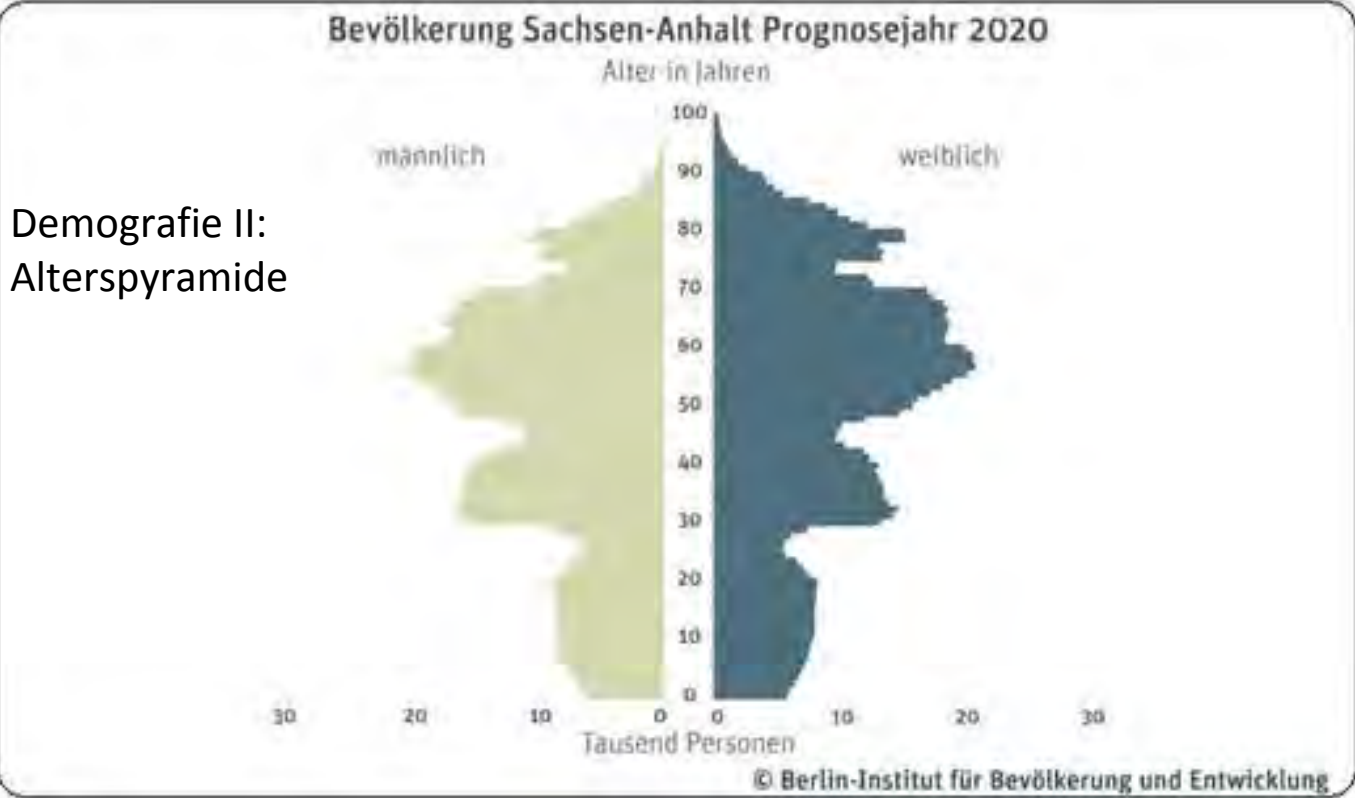 Bevölkerung Sachsen-Anhalt Prognosejahr 2020
Alter in Jahren
männlich
weiblich
Demografie II:
Alterspyramide
100
90
80
70
60
50
40
30
20
10
0
30 20 10 0 0 10 20 30
Tausend Personen
© Berlin-Institut für Bevölkerung und Entwicklung